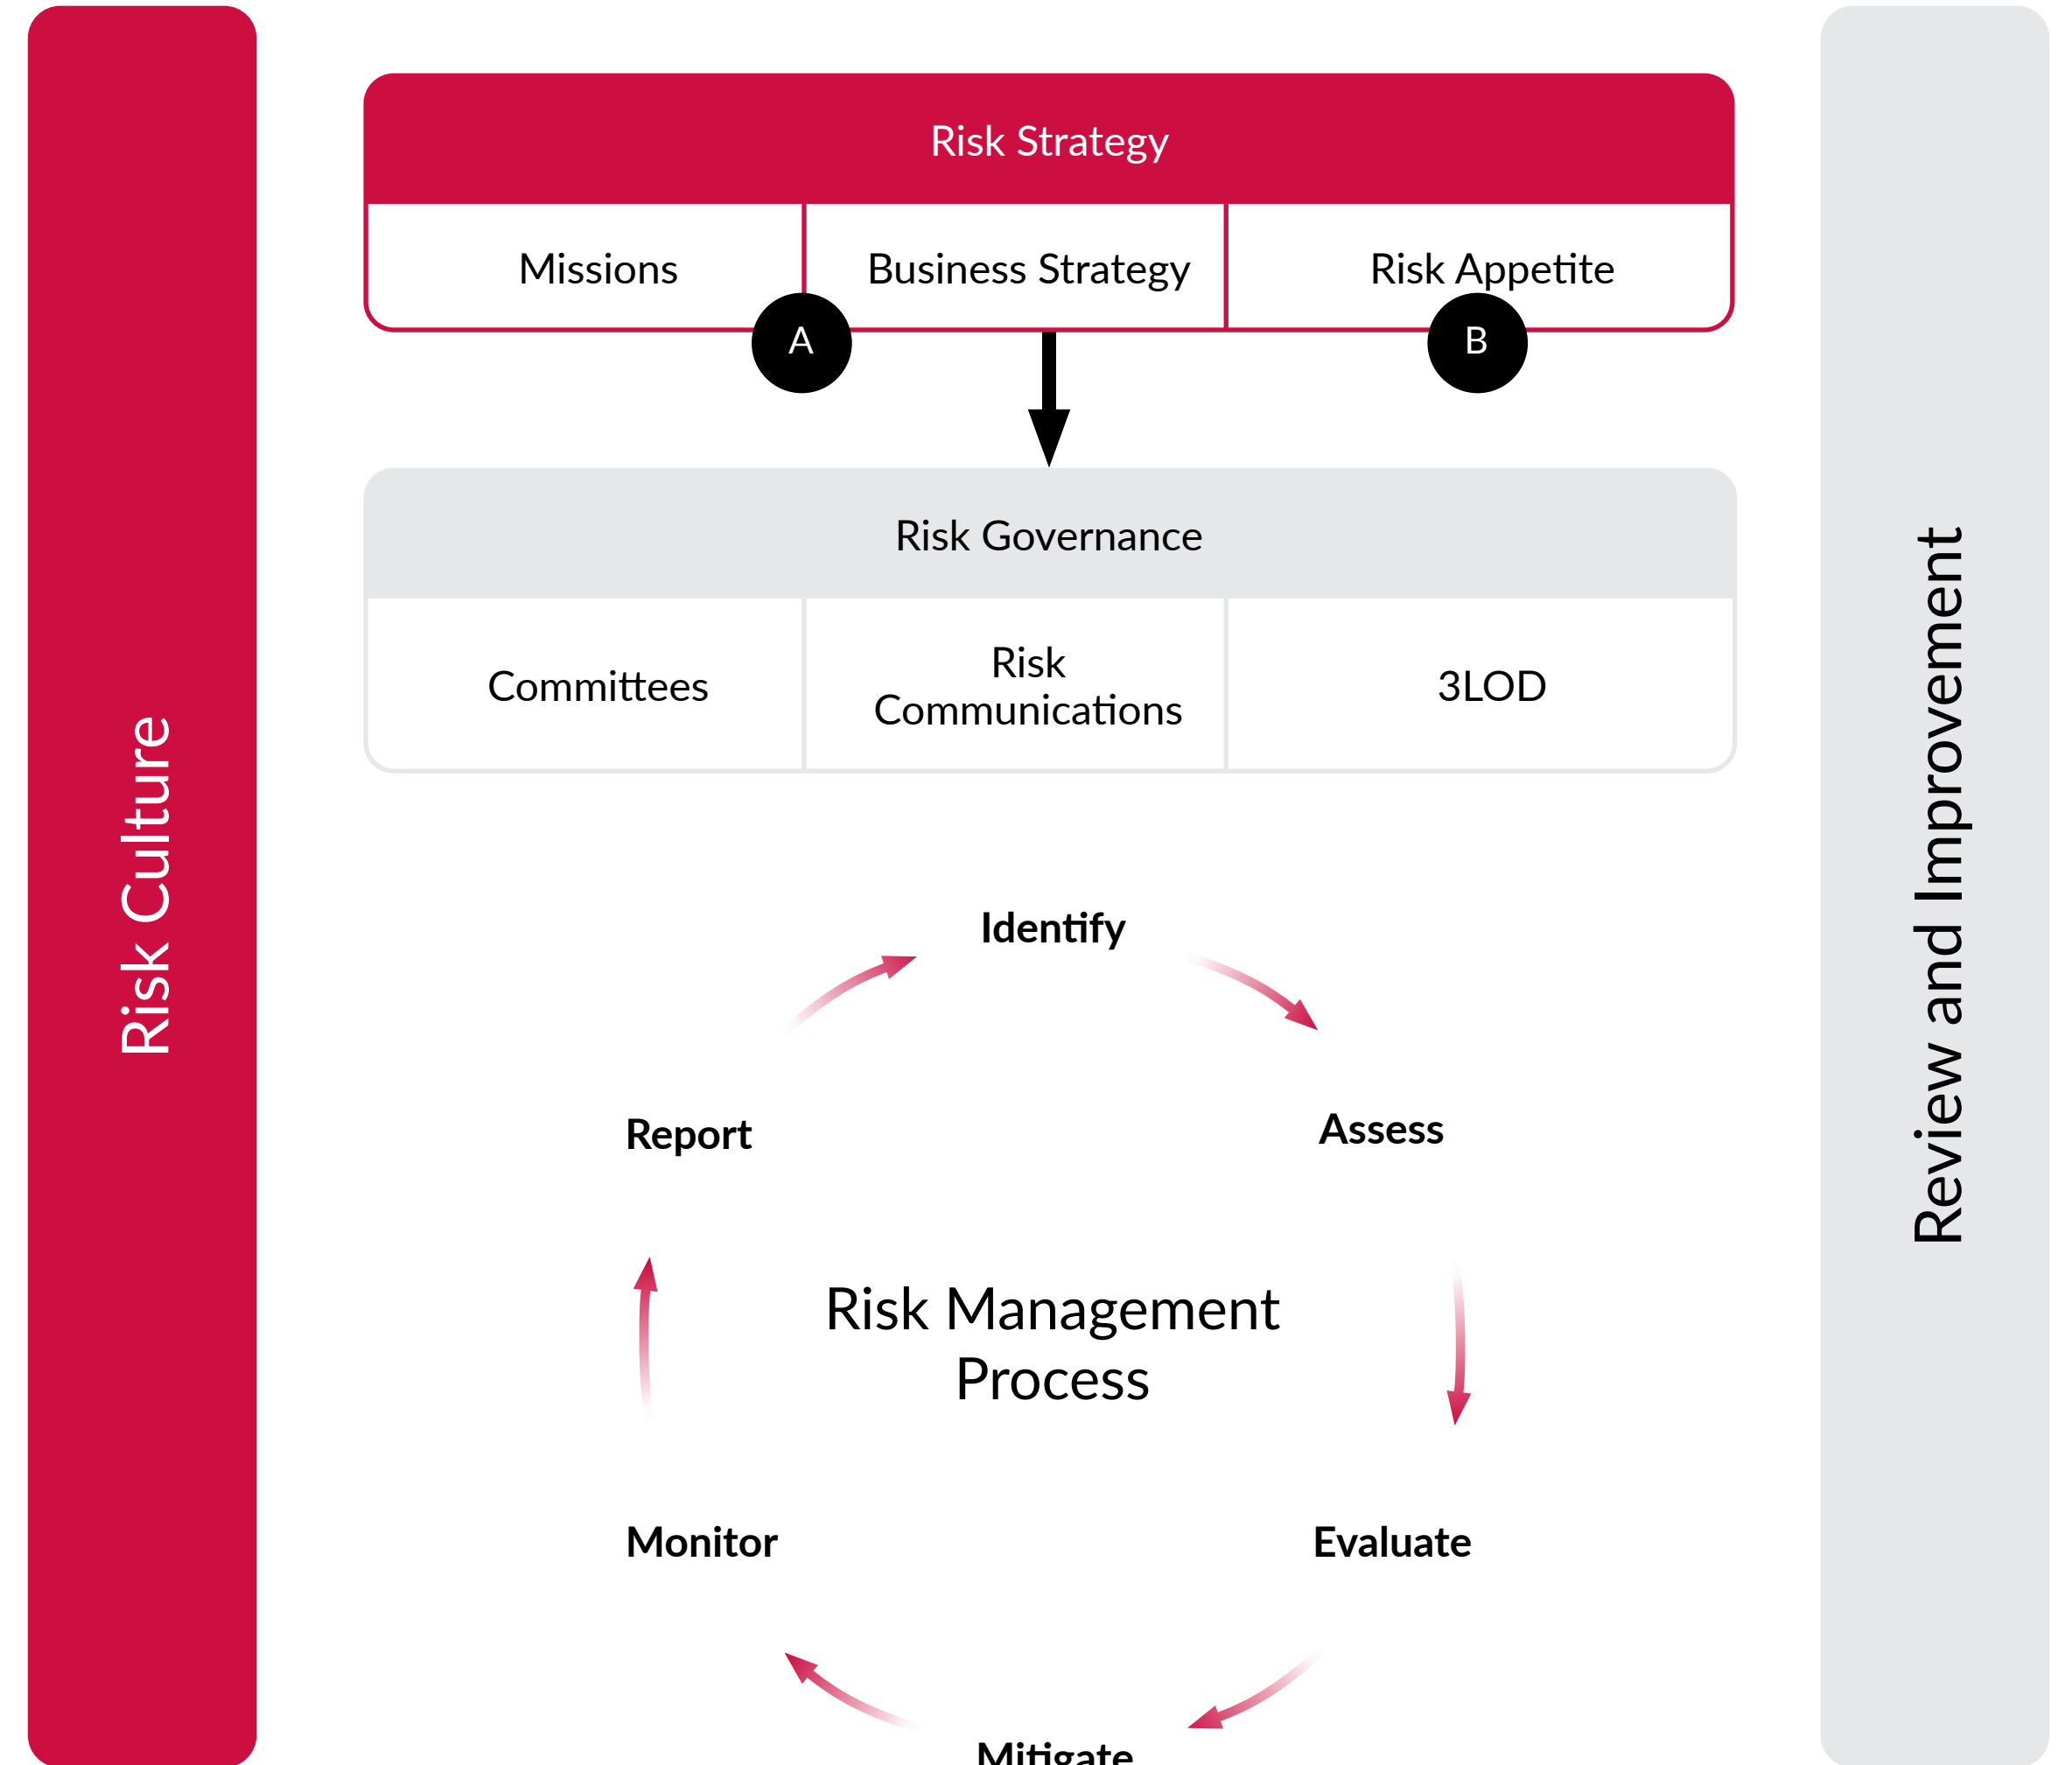 Risk Culture
Risk Strategy
Missions
Business Strategy
Risk Appetite
A
B
Risk Governance
Committees
Risk
Communications
3LOD
Identify
Assess
Evaluate
Mitigate
Monitor
Report
Risk Management
Process
Review and Improvement